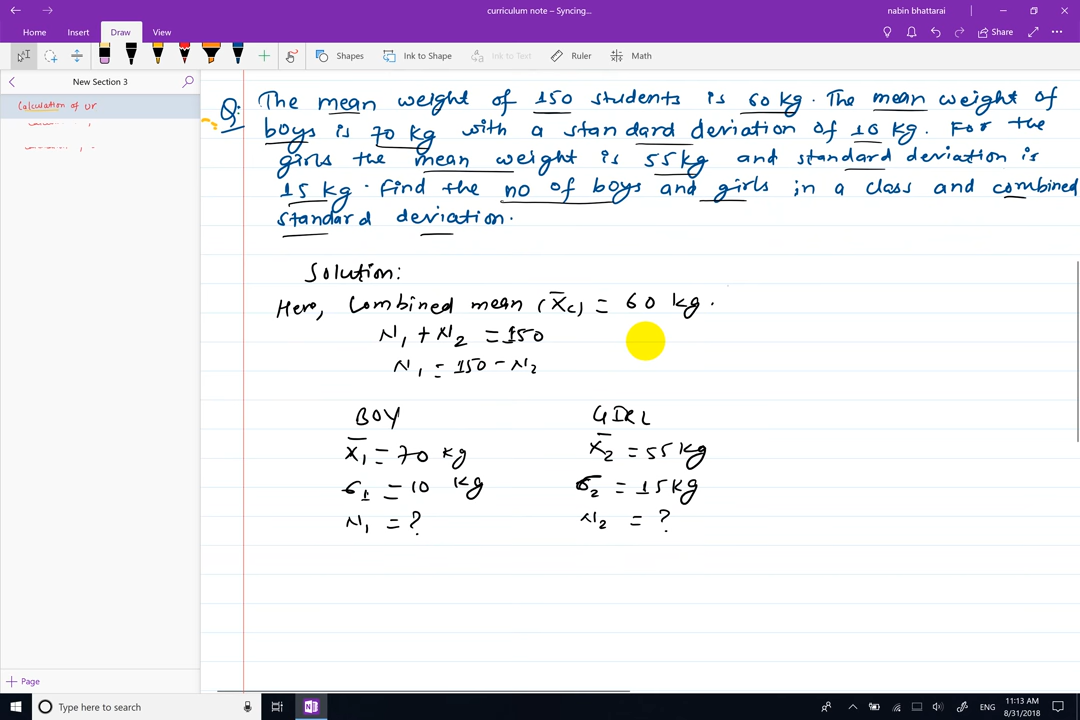 curriculum note – Syncing...
nabin bhattarai
Home Insert Draw View
Share
Shapes Ink to Shape Ink to Text Ruler Math
New Section 3
Calculation of ur
Q: The mean weight of 150 students is 60 kg. The mean weight of
boys is 70 kg with a standard deviation of 10 kg. For the
girls the mean weight is 55kg and standard deviation is
15 kg. Find the no of boys and girls in a class and combined
standard deviation.
Solution:
Here, Combined mean (X̄c) = 60 kg.
N₁ + N₂ = 150
N₁ = 150 - N₂
BOY GIRL
X̄₁ = 70 kg X̄₂ = 55 kg
σ₁ = 10 kg σ₂ = 15 kg
N₁ = ? N₂ = ?
+ Page
Type here to search
ENG
11:13 AM
8/31/2018